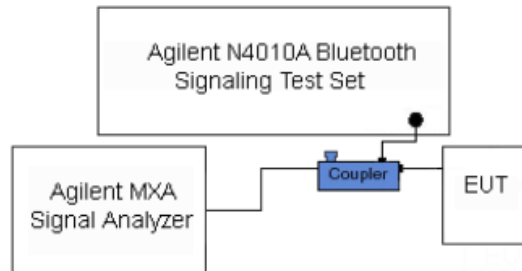 Agilent N4010A Bluetooth
Signaling Test Set
Coupler
Agilent MXA
Signal Analyzer
EUT